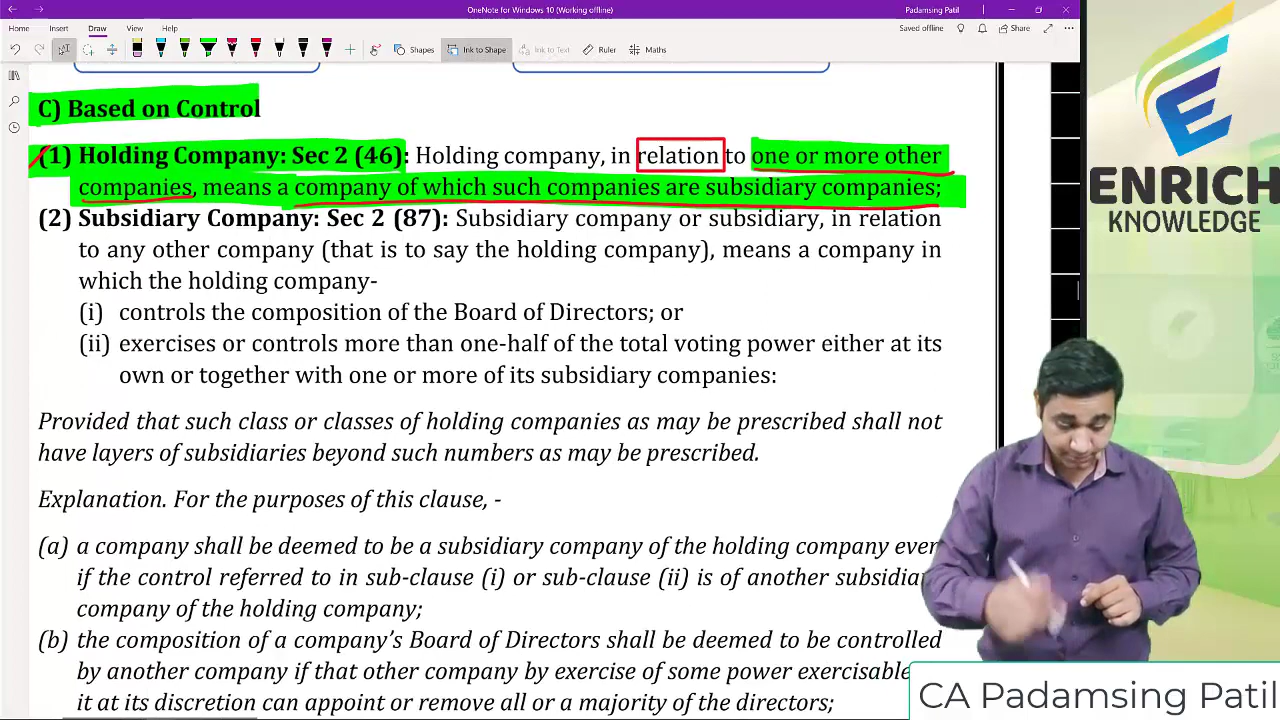 OneNote for Windows 10 (Working offline)
Padamsing Patil
Home Insert Draw View Help
Saved offline
Share
Shapes
Ink to Shape
Ink to Text
Ruler
Maths
C) Based on Control
(1) Holding Company: Sec 2 (46): Holding company, in relation to one or more other
companies, means a company of which such companies are subsidiary companies;
(2) Subsidiary Company: Sec 2 (87): Subsidiary company or subsidiary, in relation
to any other company (that is to say the holding company), means a company in
which the holding company-
(i) controls the composition of the Board of Directors; or
(ii) exercises or controls more than one-half of the total voting power either at its
own or together with one or more of its subsidiary companies:
Provided that such class or classes of holding companies as may be prescribed shall not
have layers of subsidiaries beyond such numbers as may be prescribed.
Explanation. For the purposes of this clause, -
(a) a company shall be deemed to be a subsidiary company of the holding company even
if the control referred to in sub-clause (i) or sub-clause (ii) is of another subsidia
company of the holding company;
(b) the composition of a company's Board of Directors shall be deemed to be controlled
by another company if that other company by exercise of some power exercisable
it at its discretion can appoint or remove all or a majority of the directors;
ENRICH
KNOWLEDGE
CA Padamsing Patil